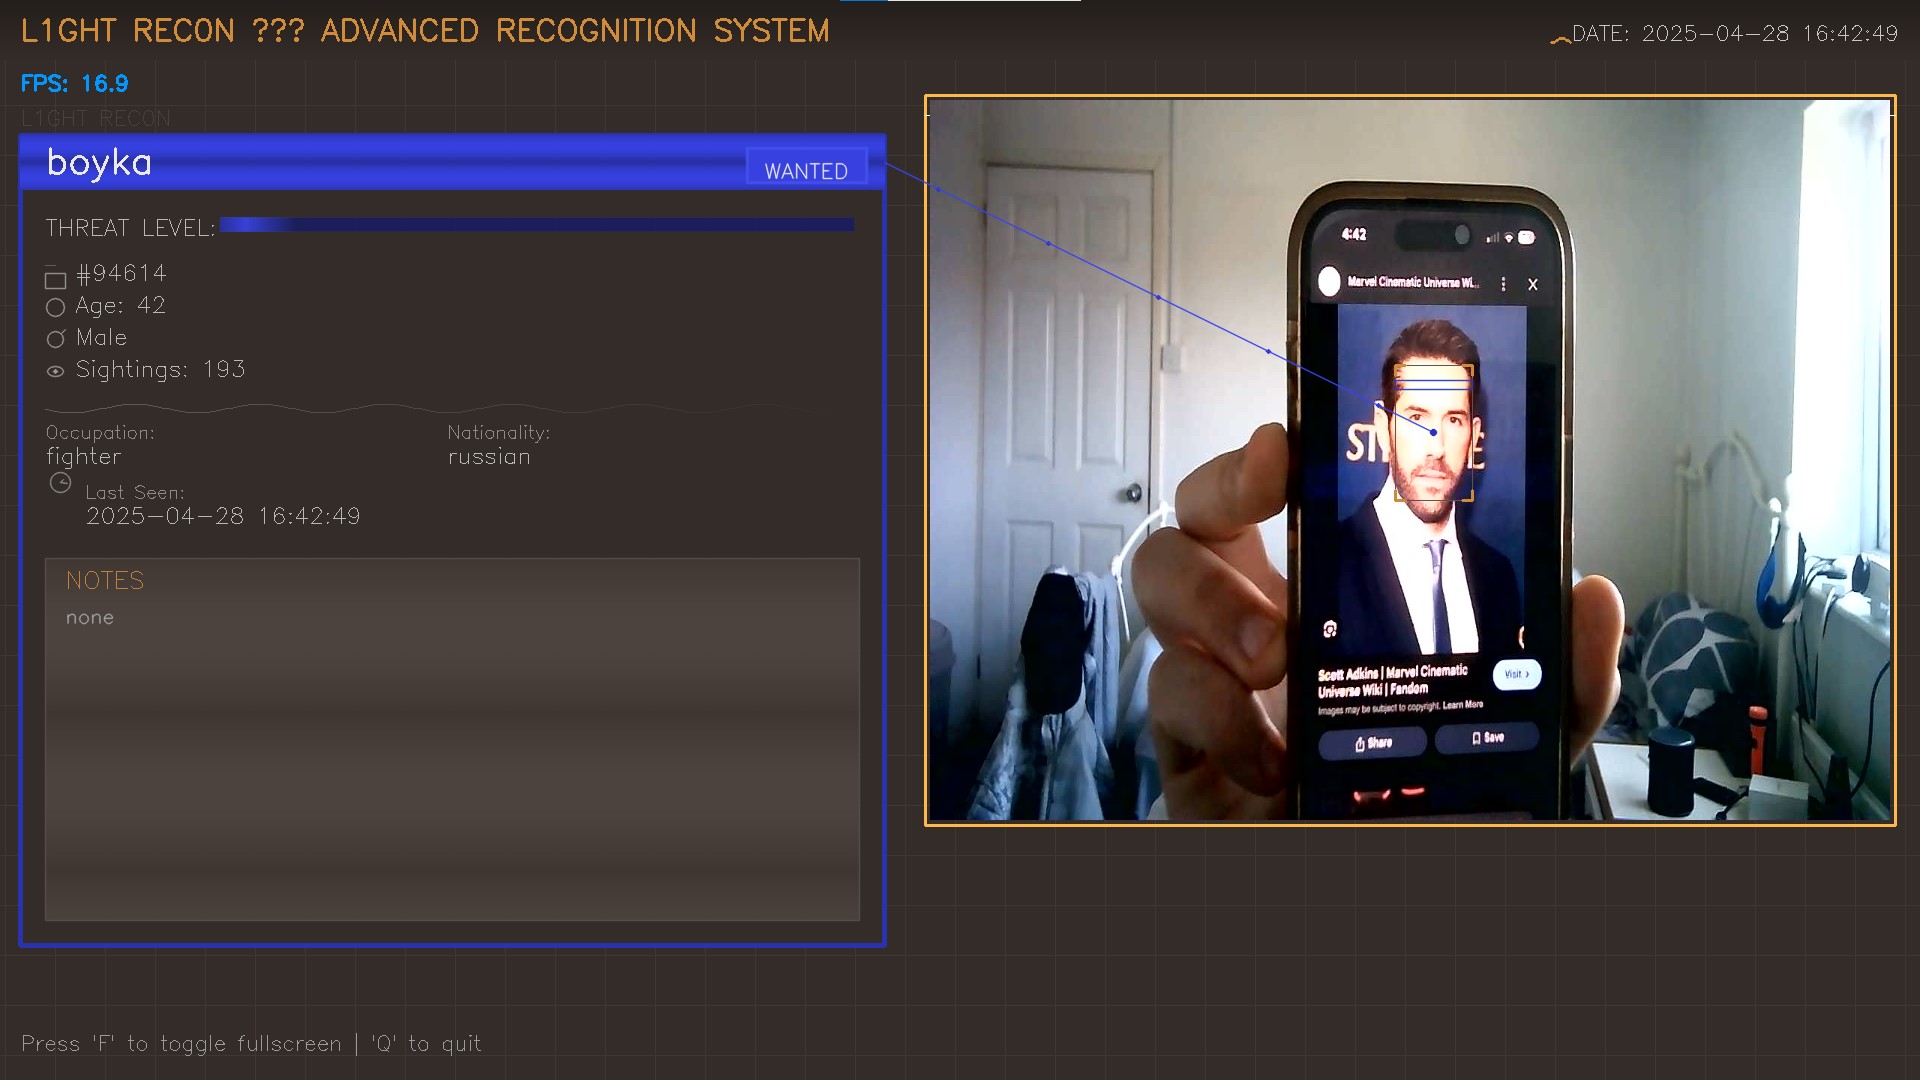 L1GHT RECON ??? ADVANCED RECOGNITION SYSTEM
DATE: 2025-04-28 16:42:49
FPS: 16.9
L1GHT RECON
boyka
WANTED
THREAT LEVEL:
#94614
Age: 42
Male
Sightings: 193
Occupation:
fighter
Nationality:
russian
Last Seen:
2025-04-28 16:42:49
NOTES
none
4:42
Marvel Cinematic Universe Wi...
ST
E
Scott Adkins | Marvel Cinematic
Universe Wiki | Fandom
Visit >
Images may be subject to copyright. Learn More
Share
Save
Press 'F' to toggle fullscreen | 'Q' to quit